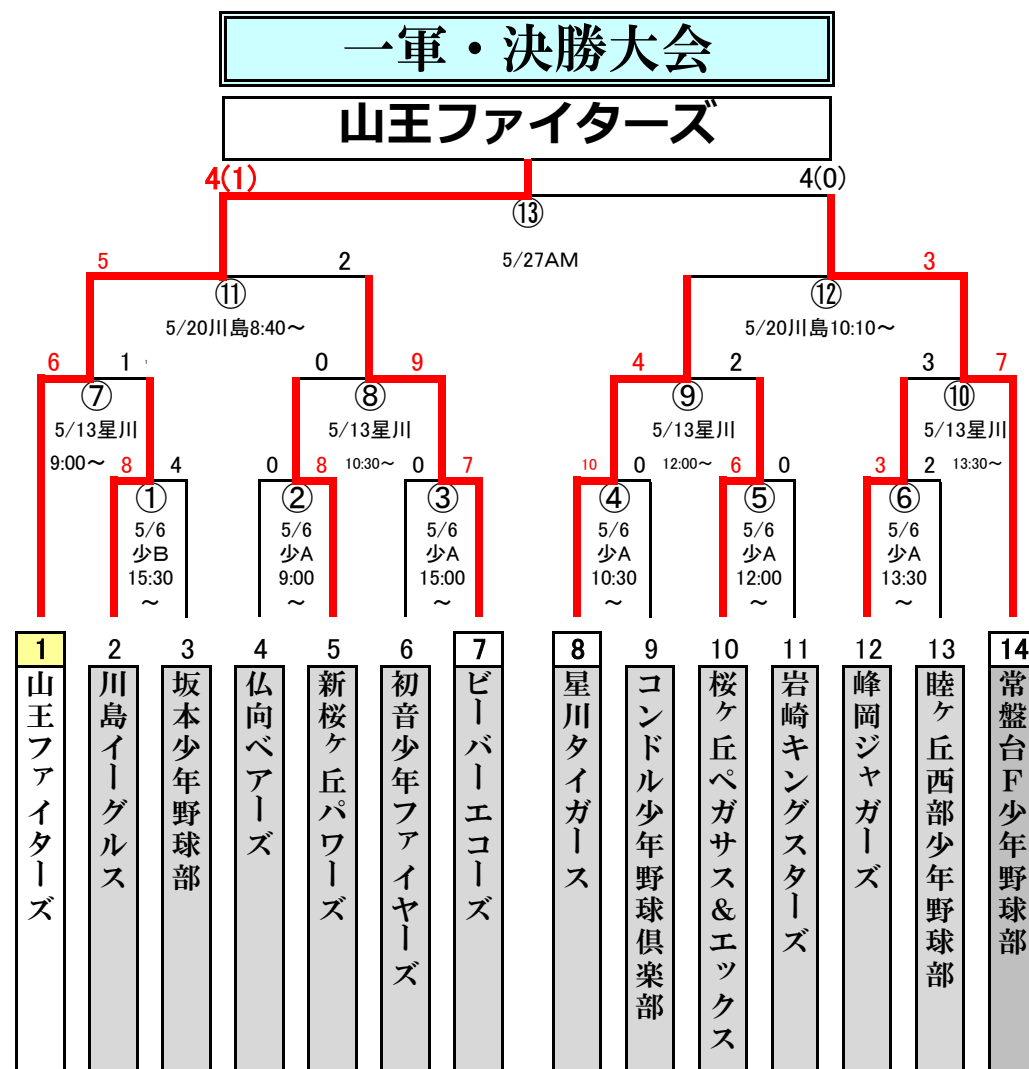 一軍・決勝大会
山王ファイターズ
4(1) 4(0)
⑬
5/27AM
5 2 3
⑪ ⑫
5/20川島8:40～ 5/20川島10:10～
6 1 0 9 4 2 3 7
⑦ ⑧ ⑨ ⑩
5/13星川 5/13星川 5/13星川 5/13星川
9:00～ 10:30～ 12:00～ 13:30～
8 4 0 8 0 7 10 0 6 0 3 2
① ② ③ ④ ⑤ ⑥
5/6 5/6 5/6 5/6 5/6 5/6
少B 少A 少A 少A 少A 少A
15:30 9:00 15:00 10:30 12:00 13:30
～ ～ ～ ～ ～ ～
1 2 3 4 5 6 7 8 9 10 11 12 13 14
山王ファイターズ
川島イーグルス
坂本少年野球部
仏向ベアーズ
新桜ケ丘パワーズ
初音少年ファイヤーズ
ビーバーエコーズ
星川タイガース
コンドル少年野球倶楽部
桜ケ丘ペガサス＆エックス
岩崎キングスターズ
峰岡ジャガーズ
睦ケ丘西部少年野球部
常盤台F少年野球部